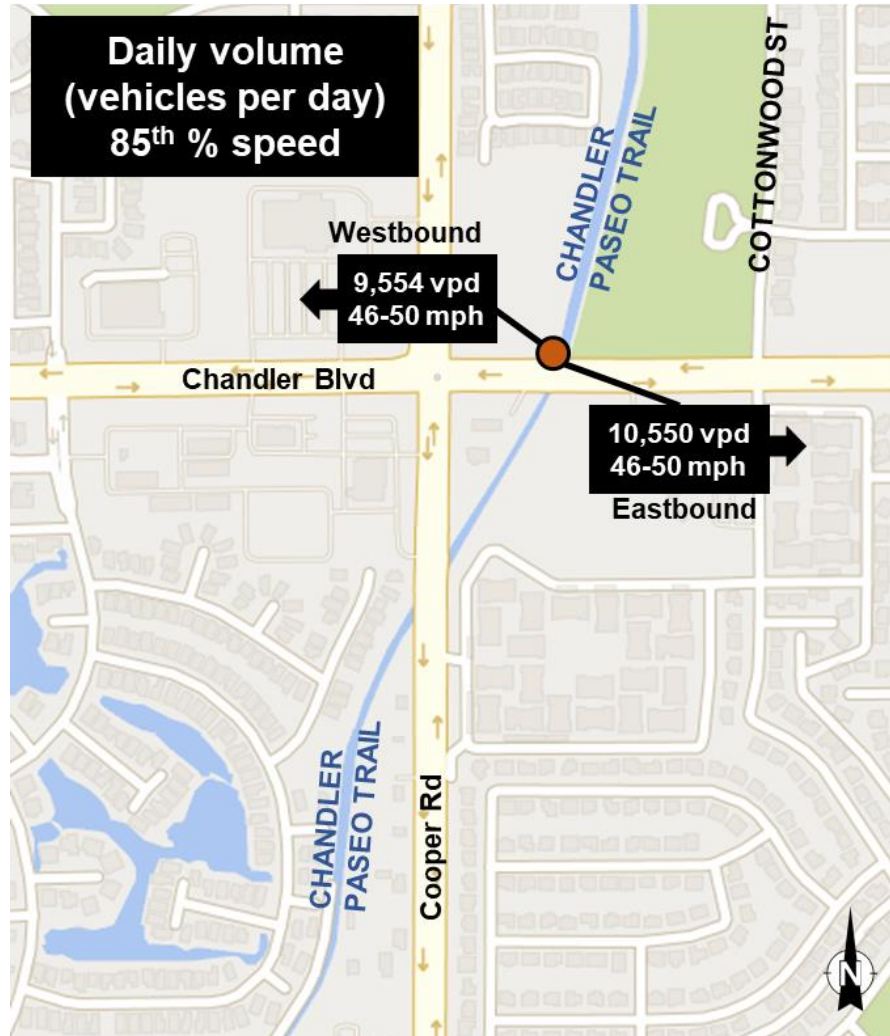 Daily volume
(vehicles per day)
85th % speed
COTTONWOOD ST
CHANDLER
PASEO TRAIL
Westbound
9,554 vpd
46-50 mph
Chandler Blvd
10,550 vpd
46-50 mph
Eastbound
CHANDLER
PASEO TRAIL
Cooper Rd
N